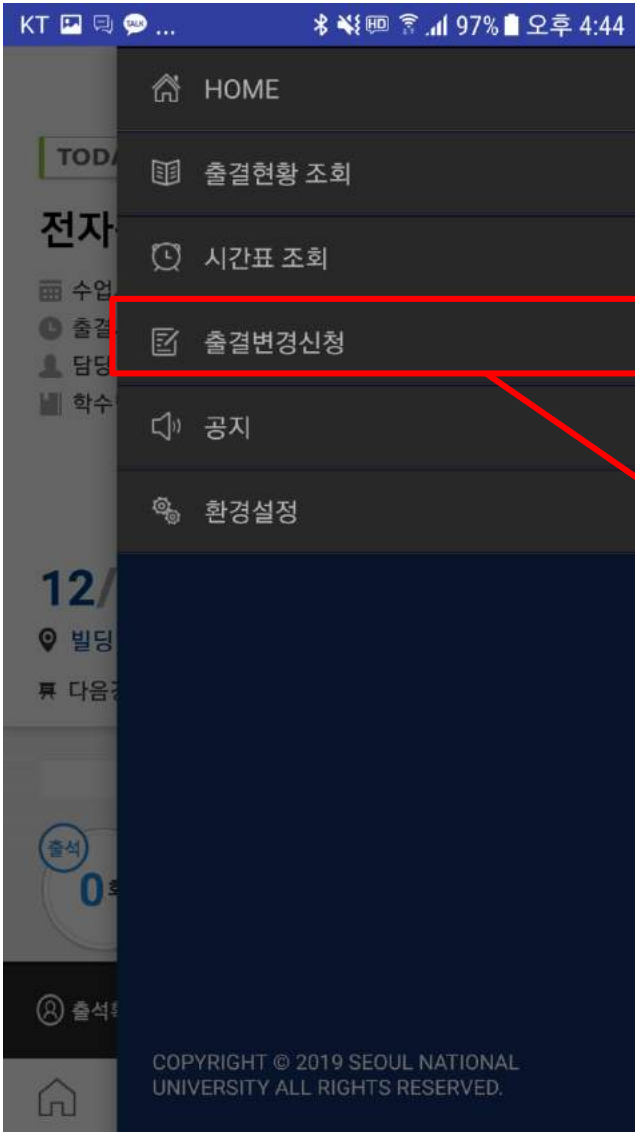 KT TALK ... HD 97% 오후 4:44
HOME
TODA
출결현황 조회
전자
시간표 조회
수업
출결
출결변경신청
담당
학수
공지
환경설정
12/
빌딩
다음
출석
0
출석
COPYRIGHT © 2019 SEOUL NATIONAL
UNIVERSITY ALL RIGHTS RESERVED.